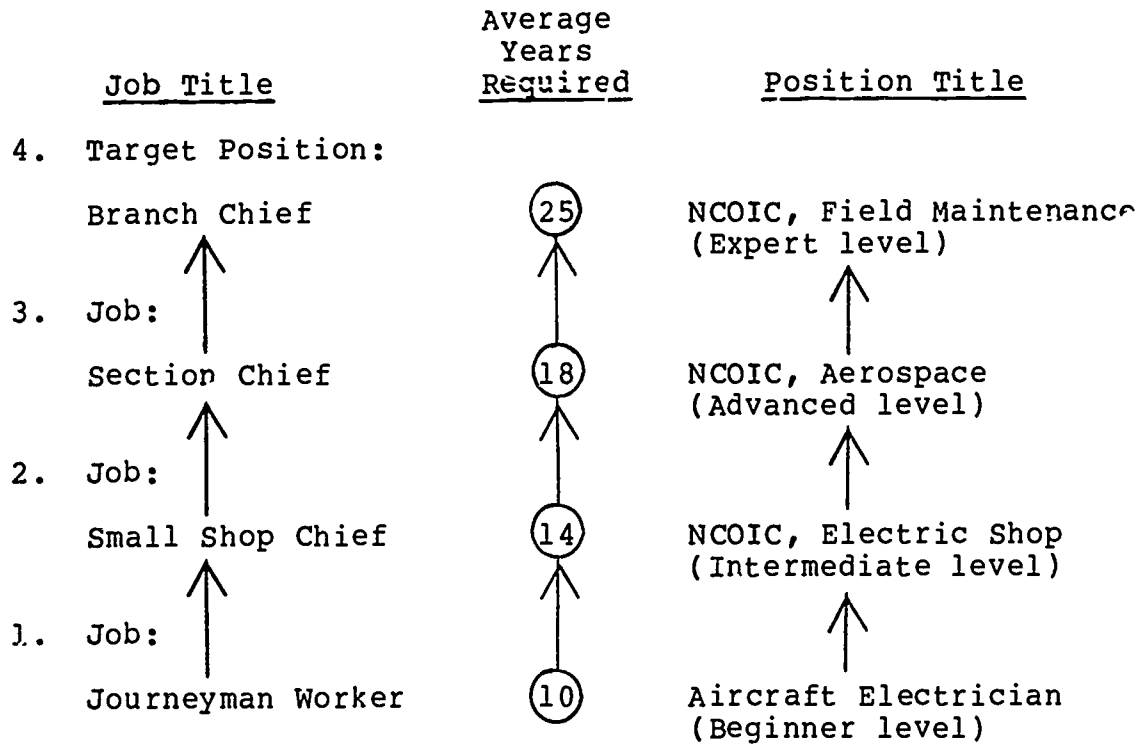 Average
Years
Job Title Required Position Title
4. Target Position:
Branch Chief 25 NCOIC, Field Maintenance
(Expert level)
3. Job:
Section Chief 18 NCOIC, Aerospace
(Advanced level)
2. Job:
Small Shop Chief 14 NCOIC, Electric Shop
(Intermediate level)
1. Job:
Journeyman Worker 10 Aircraft Electrician
(Beginner level)